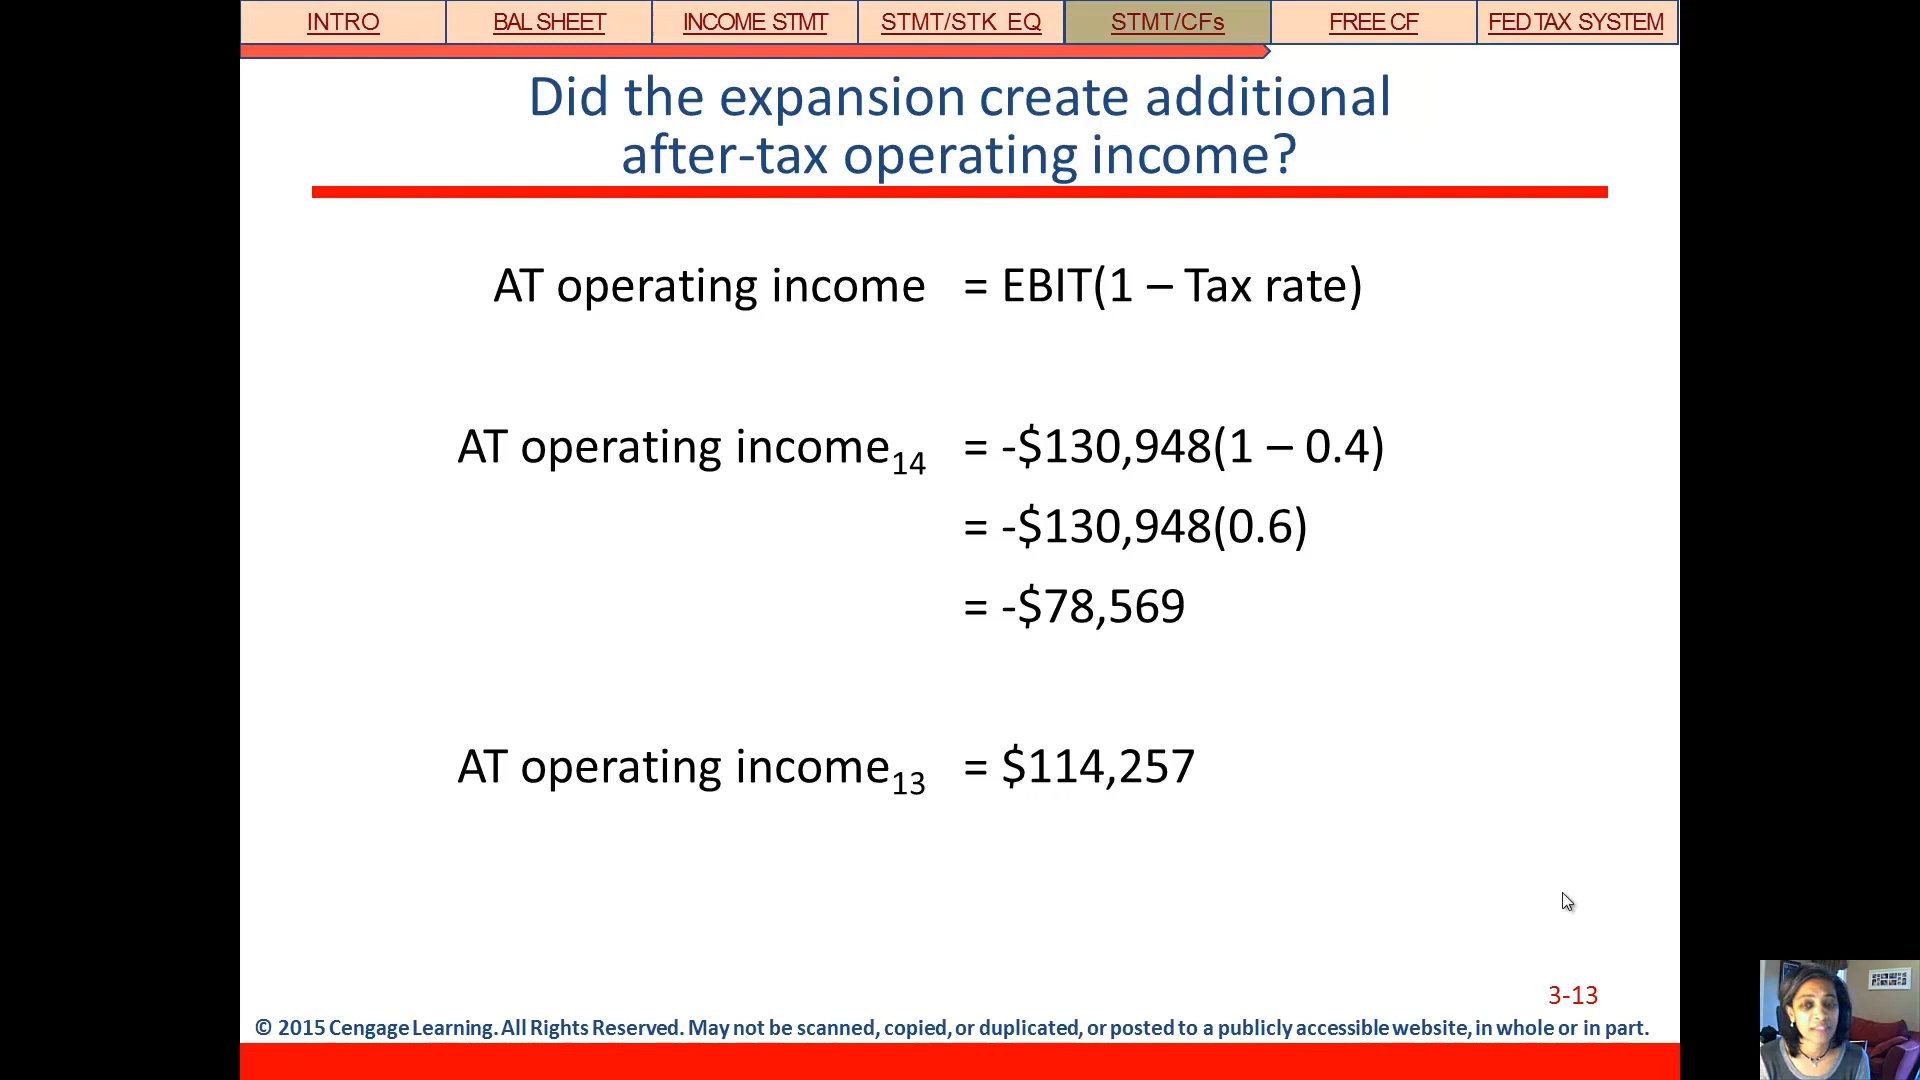 INTRO
BAL SHEET
INCOME STMT
STMT/STK EQ
STMT/CFs
FREE CF
FED TAX SYSTEM
Did the expansion create additional
after-tax operating income?
AT operating income = EBIT(1 – Tax rate)
AT operating income14 = -$130,948(1 – 0.4)
= -$130,948(0.6)
= -$78,569
AT operating income13 = $114,257
3-13
© 2015 Cengage Learning. All Rights Reserved. May not be scanned, copied, or duplicated, or posted to a publicly accessible website, in whole or in part.